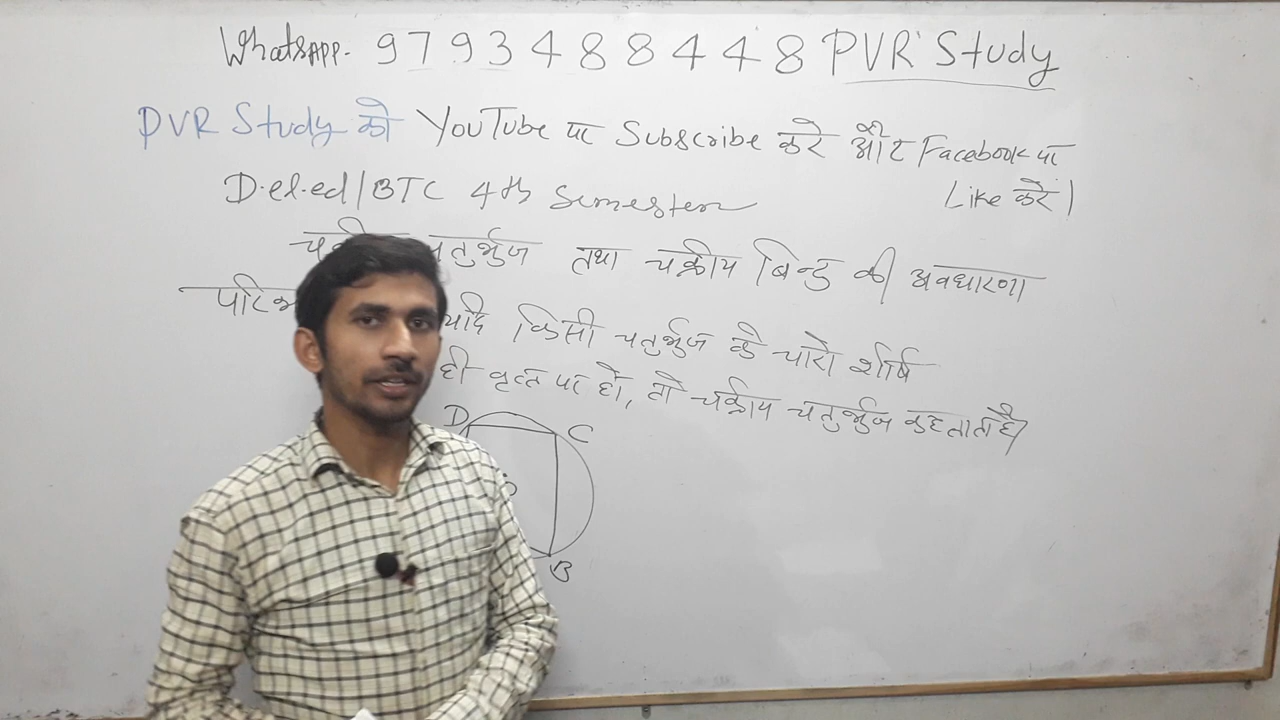 WhatsAPP. 9793488448 PVR Study
PVR Study को YouTube पर Subscribe करें और Facebook पर
Like करें।
D.el.ed/BTC 4th Semester
चतुर्भुज तथा चक्रीय बिन्दु की अवधारणा
यदि किसी चतुर्भुज के चारो शीर्ष
ही वृत्त पर हो, तो चक्रीय चतुर्भुज कहलाता है।
D
C
B